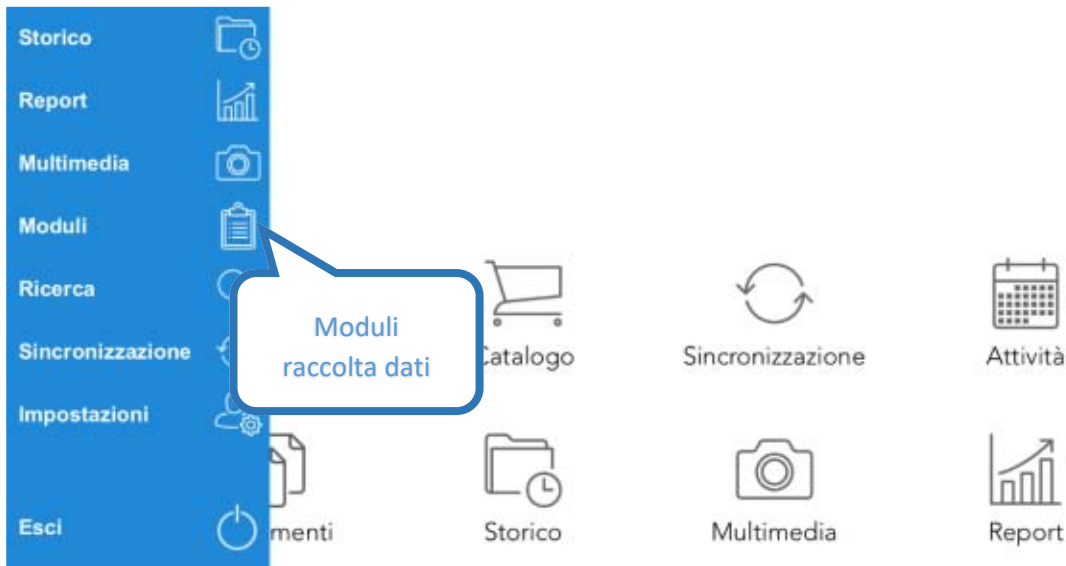 Storico
Report
Multimedia
Moduli
Ricerca
Sincronizzazione
Impostazioni
Esci
Moduli
raccolta dati
Catalogo
Sincronizzazione
Attività
menti
Storico
Multimedia
Report